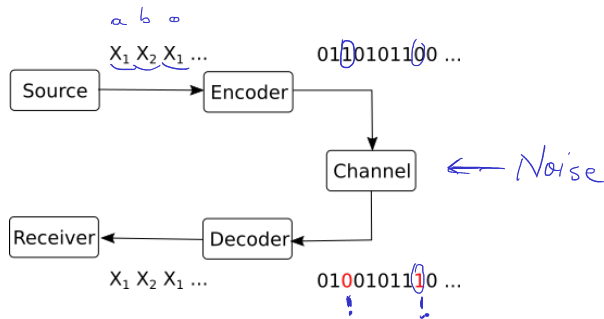 a b a
X₁ X₂ X₁ ... 0110101100 ...
Source Encoder
Channel ← Noise
Receiver Decoder
X₁ X₂ X₁ ... 0100101110 ...
! !